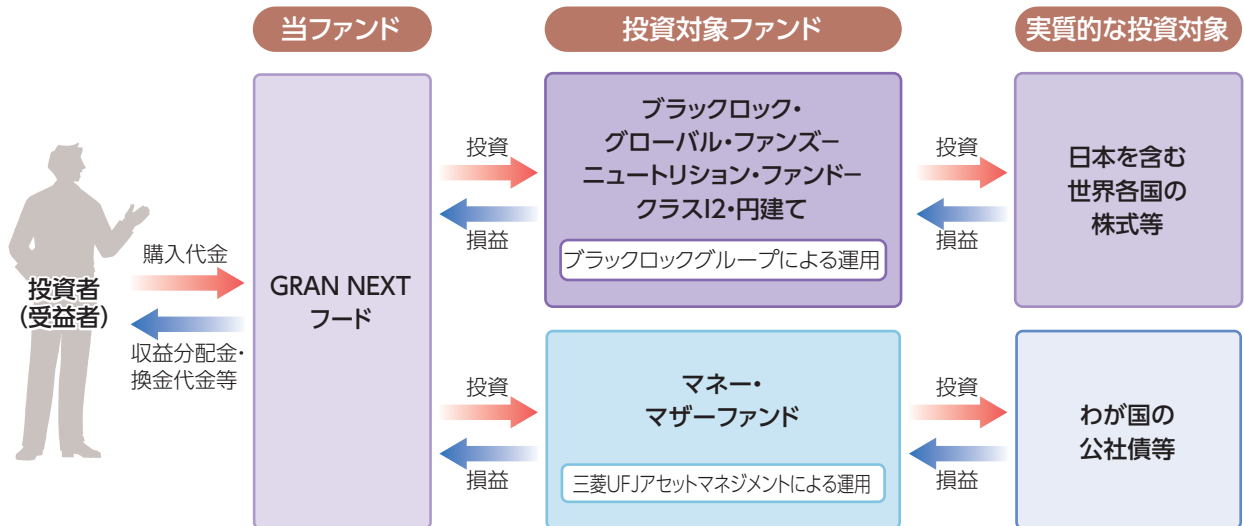 当ファンド
投資対象ファンド
実質的な投資対象
投資者
(受益者)
購入代金
収益分配金・
換金代金等
GRAN NEXT
フード
投資
損益
ブラックロック・
グローバル・ファンズー
ニュートリション・ファンドー
クラスI2・円建て
ブラックロックグループによる運用
投資
損益
日本を含む
世界各国の
株式等
投資
損益
マネー・
マザーファンド
三菱UFJアセットマネジメントによる運用
投資
損益
わが国の
公社債等